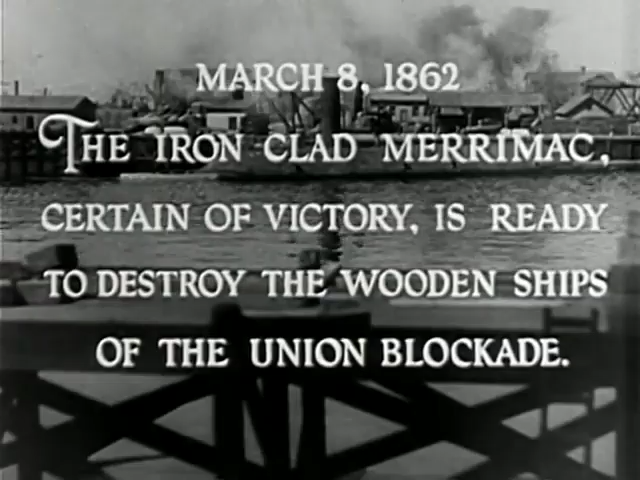 MARCH 8, 1862
THE IRON CLAD MERRIMAC,
CERTAIN OF VICTORY, IS READY
TO DESTROY THE WOODEN SHIPS
OF THE UNION BLOCKADE.